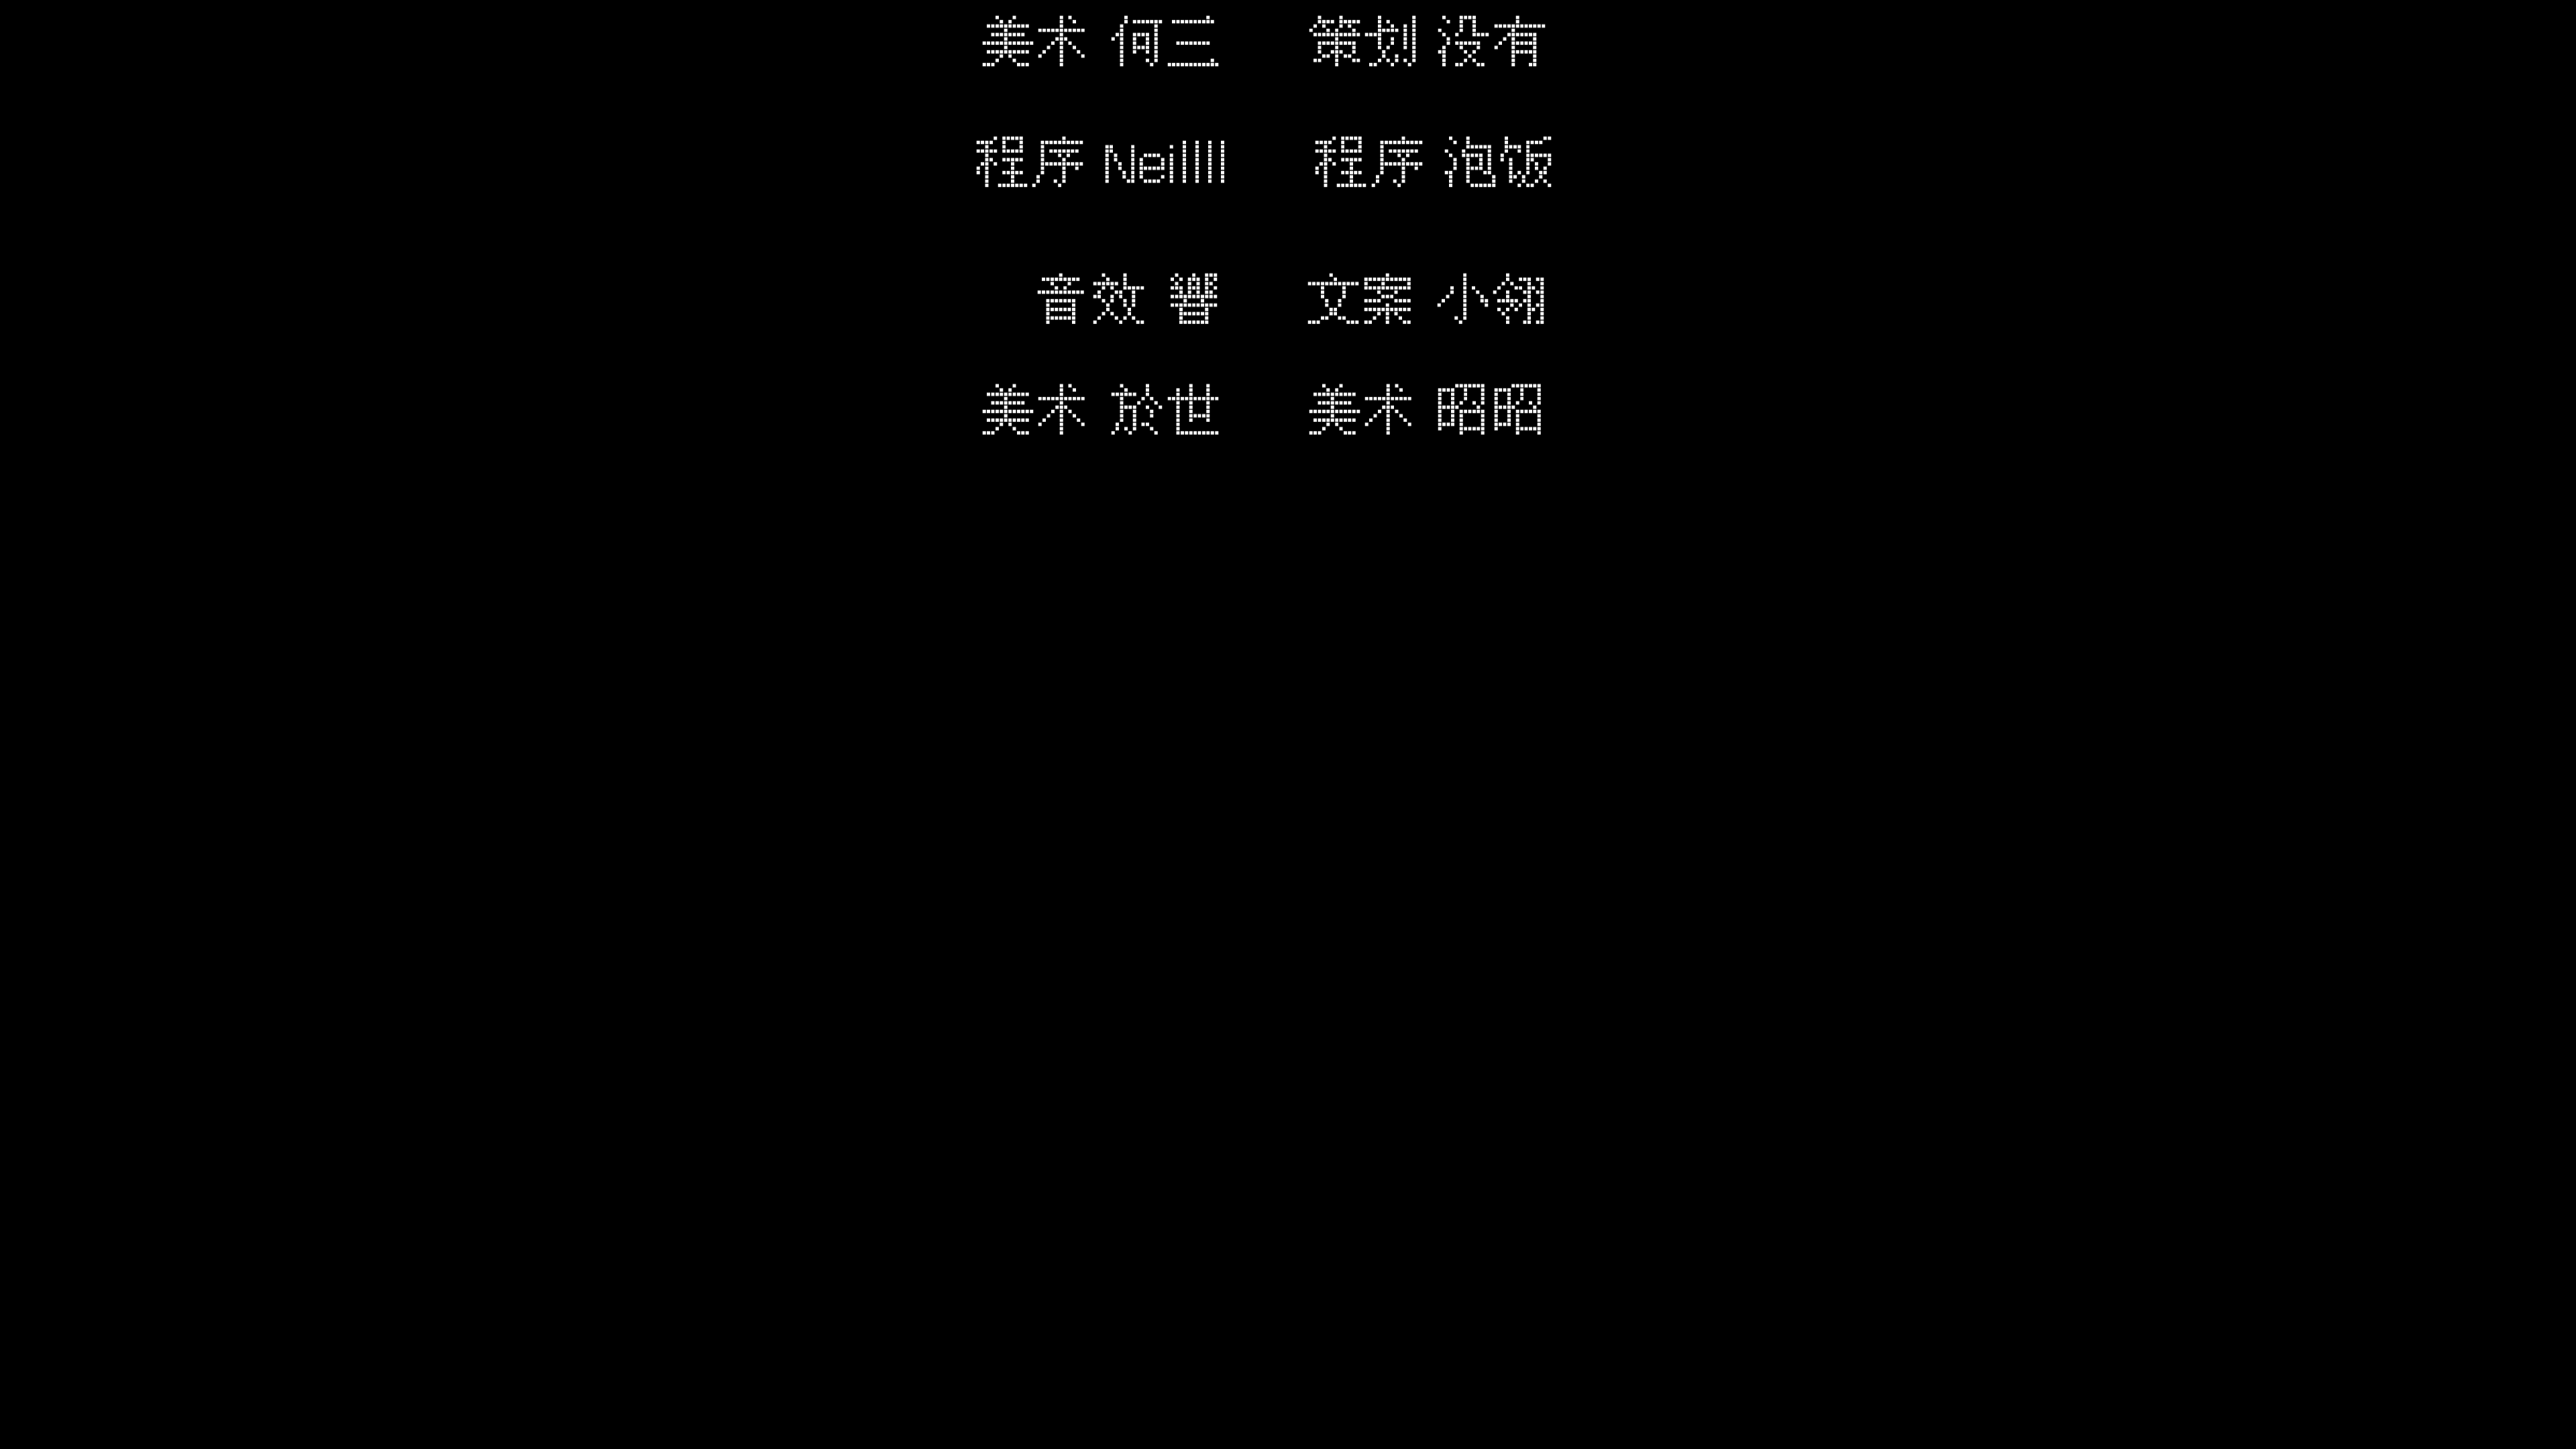 美术 何三 策划 没有
程序 Neillll 程序 泡饭
音效 響 文案 小翎
美术 於世 美术 昭昭